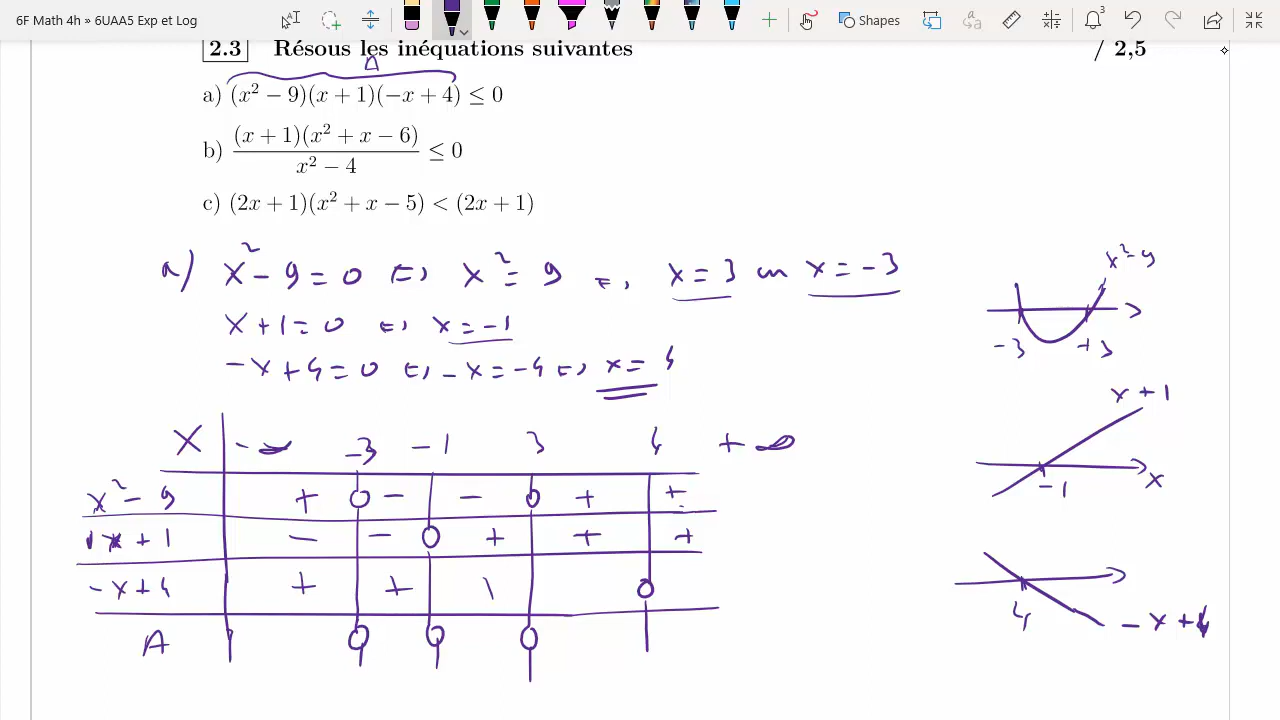 6F Math 4h » 6UAA5 Exp et Log
Shapes
3
2.3 Résous les inéquations suivantes / 2,5
A
a) (x² − 9)(x + 1)(−x + 4) ≤ 0
b) (x + 1)(x² + x − 6) / x² − 4 ≤ 0
c) (2x + 1)(x² + x − 5) < (2x + 1)
a) x² − 9 = 0 ⇔ x² = 9 ⇔ x = 3 ou x = −3
x + 1 = 0 ⇔ x = −1
−x + 4 = 0 ⇔ −x = −4 ⇔ x = 4
x²−9
−3 +3
x + 1
−1 x
4 −x + 4
X −∞ −3 −1 3 4 +∞
x² − 9 + 0 − − 0 + +
x + 1 − − 0 + + +
−x + 4 + + 0
A 0 0 0